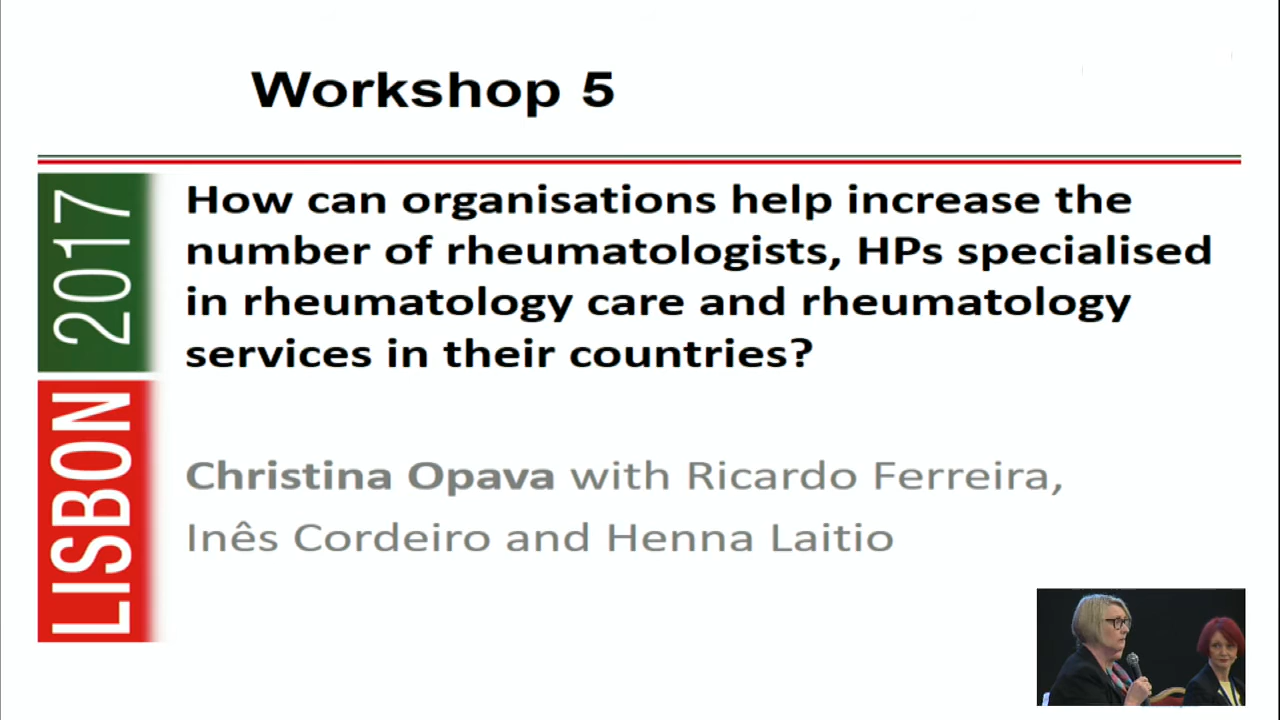 Workshop 5
2017
LISBON
How can organisations help increase the
number of rheumatologists, HPs specialised
in rheumatology care and rheumatology
services in their countries?
Christina Opava with Ricardo Ferreira,
Inês Cordeiro and Henna Laitio